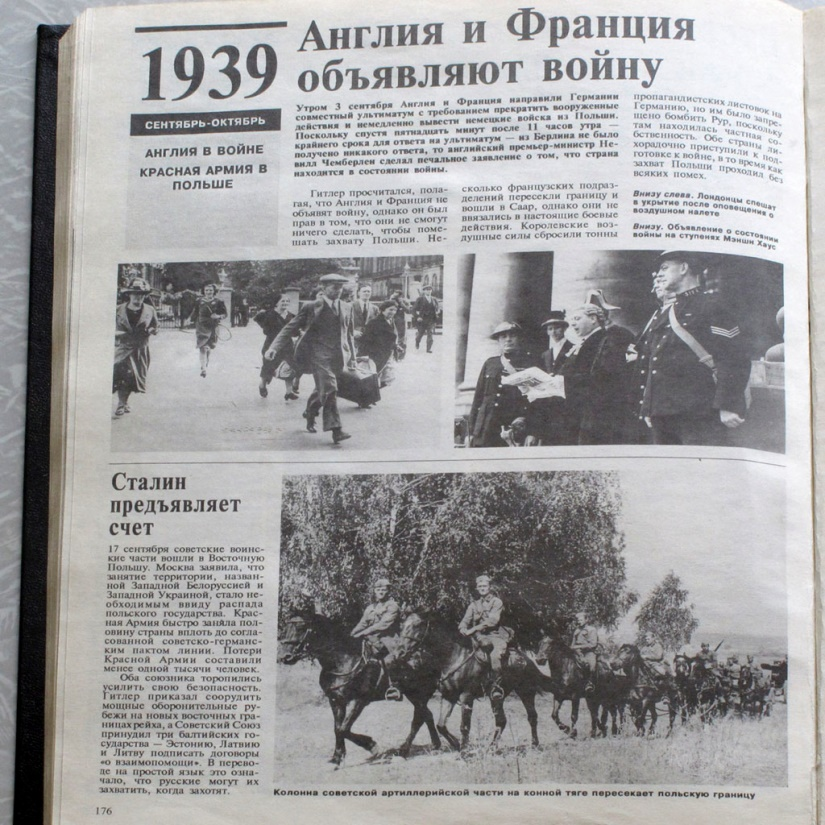 1939
СЕНТЯБРЬ-ОКТЯБРЬ
АНГЛИЯ В ВОЙНЕ
КРАСНАЯ АРМИЯ В
ПОЛЬШЕ
Англия и Франция
объявляют войну
Утром 3 сентября Англия и Франция направили Германии
совместный ультиматум с требованием прекратить вооруженные
действия и немедленно вывести немецкие войска из Польши.
Поскольку спустя пятнадцать минут после 11 часов утра —
крайнего срока для ответа на ультиматум — из Берлина не было
получено никакого ответа, то английский премьер-министр Не-
вилл Чемберлен сделал печальное заявление о том, что страна
находится в состоянии войны.
Гитлер просчитался, пола-
гая, что Англия и Франция не
объявят войну, однако он был
прав в том, что они не смогут
ничего сделать, чтобы поме-
шать захвату Польши. Не-
сколько французских подраз-
делений пересекли границу и
вошли в Саар, однако они не
ввязались в настоящие боевые
действия. Королевские воз-
душные силы сбросили тонны
пропагандистских листовок на
Германию, но им было запре-
щено бомбить Рур, поскольку
там находилась частная со-
бственность. Обе страны ли-
хорадочно приступили к под-
готовке к войне, в то время как
захват Польши проходил без
всяких помех.
Внизу слева. Лондонцы спешат
в укрытие после оповещения о
воздушном налете
Внизу. Объявление о состоянии
войны на ступенях Мэншн Хаус
Сталин
предъявляет
счет
17 сентября советские воинс-
кие части вошли в Восточную
Польшу. Москва заявила, что
занятие территории, назван-
ной Западной Белоруссией и
Западной Украиной, стало не-
обходимым ввиду распада
польского государства. Крас-
ная Армия быстро заняла по-
ловину страны вплоть до согла-
сованной советско-германс-
ким пактом линии. Потери
Красной Армии составили
менее одной тысячи человек.
Оба союзника торопились
усилить свою безопасность.
Гитлер приказал соорудить
мощные оборонительные ру-
бежи на новых восточных гра-
ницах рейха, а Советский Союз
принудил три балтийских го-
сударства — Эстонию, Латвию
и Литву подписать договоры
«о взаимопомощи». В перево-
де на простой язык это озна-
чало, что русские могут их
захватить, когда захотят.
Колонна советской артиллерийской части на конной тяге пересекает польскую границу
176